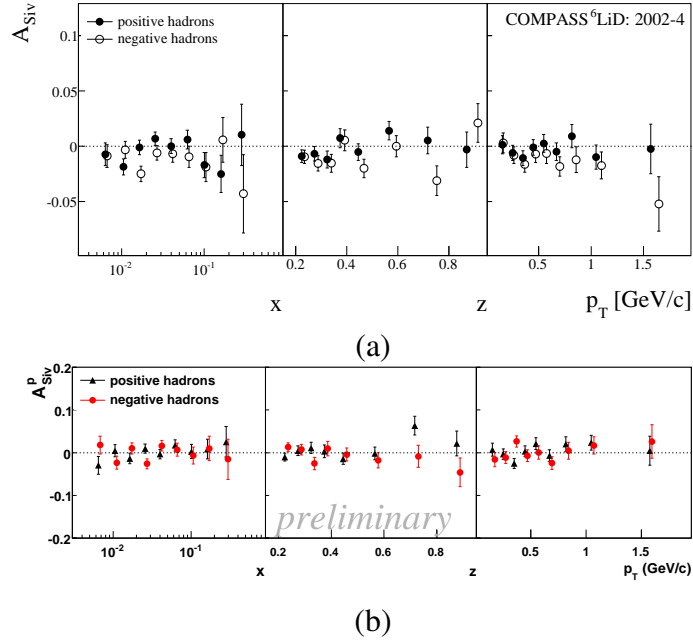 A_Siv
positive hadrons
negative hadrons
COMPASS ⁶LiD: 2002-4
0.1
0
-0.05
10⁻² 10⁻¹ 0.2 0.4 0.6 0.8 0.5 1 1.5
x z p_T [GeV/c]
(a)
A^p_Siv
0.2
positive hadrons
negative hadrons
0.1
0
-0.1
preliminary
-0.2
10⁻² 10⁻¹ 0.2 0.4 0.6 0.8 0.5 1 1.5
x z p_T (GeV/c)
(b)